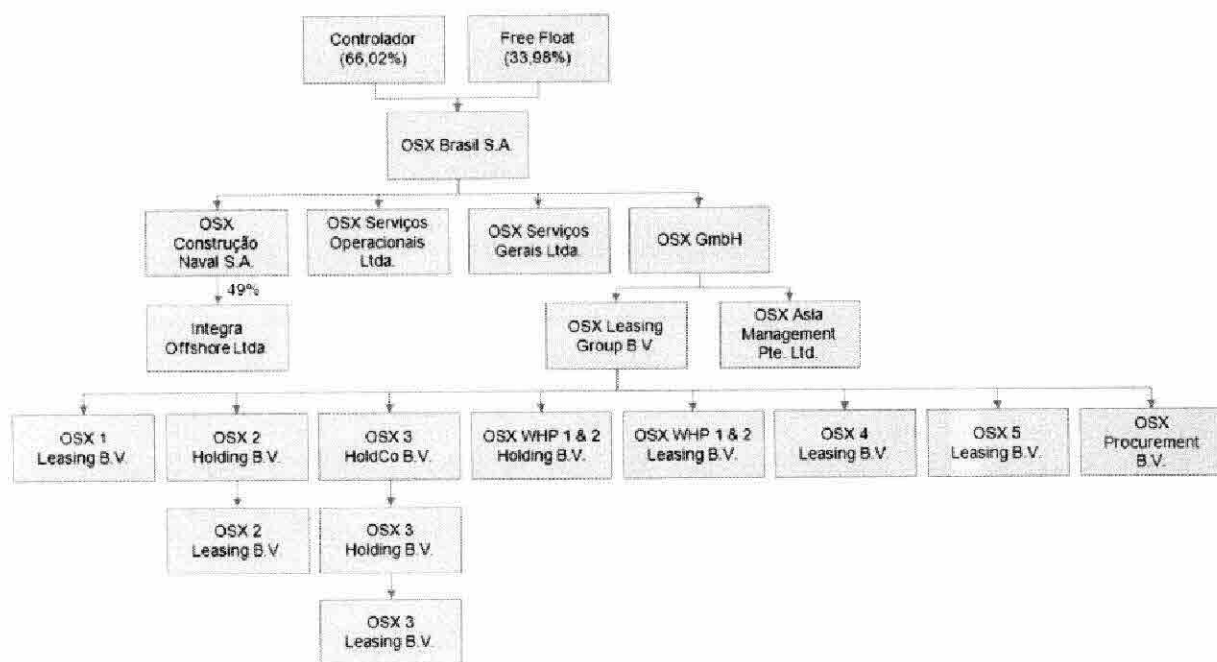 Controlador
(66,02%)
Free Float
(33,98%)
OSX Brasil S.A.
OSX
Construção
Naval S.A.
OSX Serviços
Operacionais
Ltda.
OSX Serviços
Gerais Ltda.
OSX GmbH
49%
Integra
Offshore Ltda
OSX Leasing
Group B.V
OSX Asia
Management
Pte. Ltd.
OSX 1
Leasing B.V.
OSX 2
Holding B.V.
OSX 3
HoldCo B.V.
OSX WHP 1 & 2
Holding B.V.
OSX WHP 1 & 2
Leasing B.V.
OSX 4
Leasing B.V.
OSX 5
Leasing B.V.
OSX
Procurement
B.V.
OSX 2
Leasing B.V.
OSX 3
Holding B.V.
OSX 3
Leasing B.V.